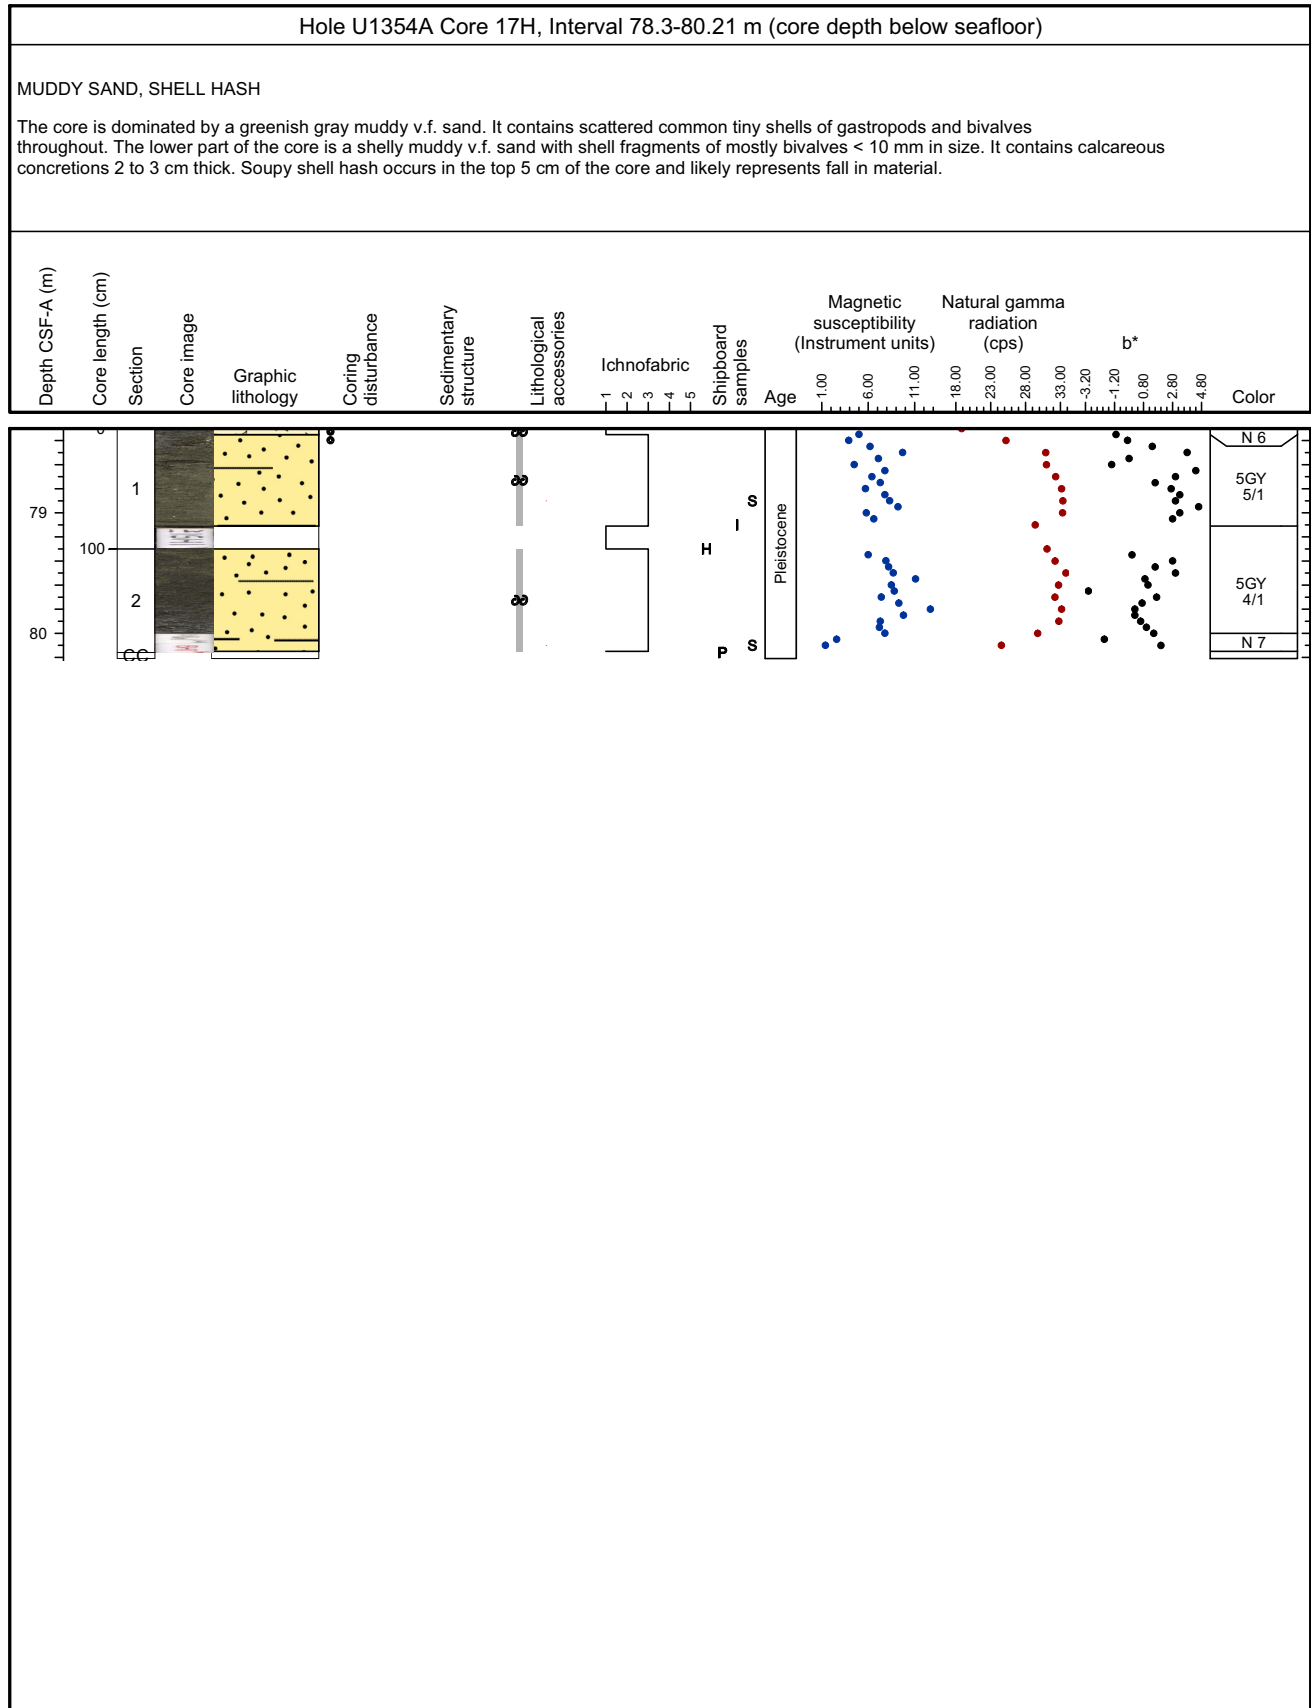 Hole U1354A Core 17H, Interval 78.3-80.21 m (core depth below seafloor)
MUDDY SAND, SHELL HASH
The core is dominated by a greenish gray muddy v.f. sand. It contains scattered common tiny shells of gastropods and bivalves
throughout. The lower part of the core is a shelly muddy v.f. sand with shell fragments of mostly bivalves < 10 mm in size. It contains calcareous
concretions 2 to 3 cm thick. Soupy shell hash occurs in the top 5 cm of the core and likely represents fall in material.
Depth CSF-A (m)
Core length (cm)
Section
Core image
Graphic
lithology
Coring
disturbance
Sedimentary
structure
Lithological
accessories
Ichnofabric
1 2 3 4 5
Shipboard
samples
Age
Magnetic
susceptibility
(Instrument units)
1.00 6.00 11.00
Natural gamma
radiation
(cps)
18.00 23.00 28.00 33.00
b*
-3.20 -1.20 0.80 2.80 4.80
Color
0
N 6
1
S
5GY
5/1
79
I
100
H
Pleistocene
2
5GY
4/1
80
S
N 7
CC
P